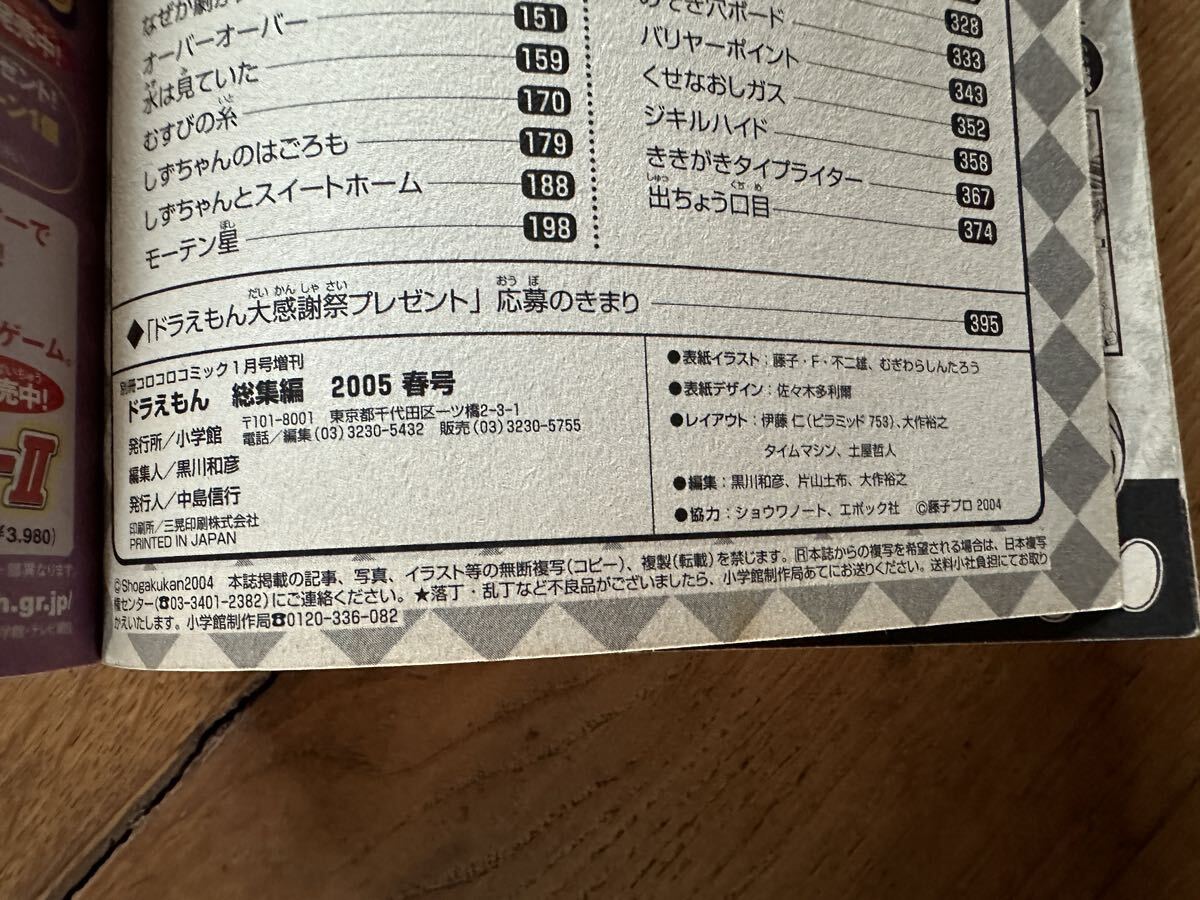 オーバーオーバー 151
水は見ていた 159
むすびの糸 170
しずちゃんのはごろも 179
しずちゃんとスイートホーム 188
モーテン星 198
穴ボード 328
バリヤーポイント 333
くせなおしガス 343
ジキルハイド 352
ききがきタイプライター 358
出ちょう口目 367
374
◆「ドラえもん大感謝祭プレゼント」応募のきまり 395
別冊コロコロコミック1月号増刊
ドラえもん 総集編 2005 春号
発行所/小学館 〒101-8001 東京都千代田区一ツ橋2-3-1
電話/編集(03)3230-5432 販売(03)3230-5755
編集人/黒川和彦
発行人/中島信行
印刷所/三晃印刷株式会社
PRINTED IN JAPAN
●表紙イラスト:藤子・F・不二雄、むぎわらしんたろう
●表紙デザイン:佐々木多利爾
●レイアウト:伊藤 仁(ピラミッド753)、大作裕之
タイムマシン、土屋哲人
●編集:黒川和彦、片山土布、大作裕之
●協力:ショウワノート、エポック社 ©藤子プロ 2004
©Shogakukan2004 本誌掲載の記事、写真、イラスト等の無断複写(コピー)、複製(転載)を禁じます。R本誌からの複写を希望される場合は、日本複写
権センター(☎03-3401-2382)にご連絡ください。★落丁・乱丁など不良品がございましたら、小学館制作局あてにお送りください。送料小社負担にてお取り
かえいたします。小学館制作局☎0120-336-082
ーで
ゲーム。
売中!
ーII
¥3,980)
h.gr.jp/